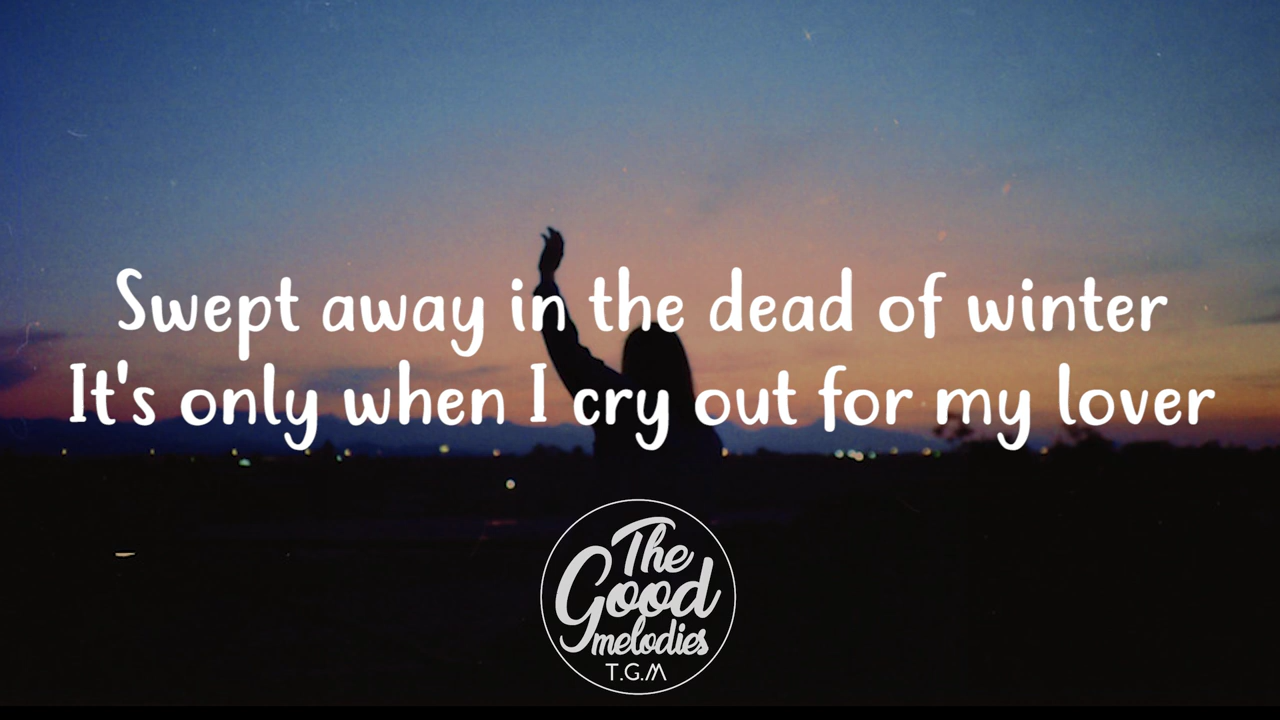 Swept away in the dead of winter
It's only when I cry out for my lover
The
Good
melodies
T.G.M